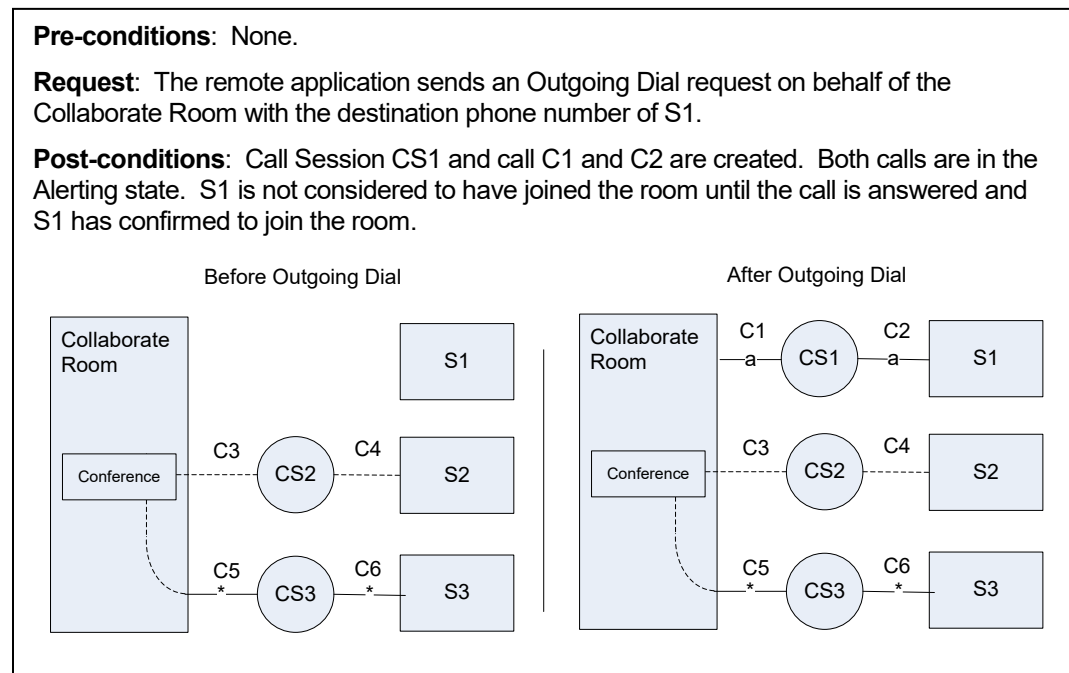 Pre-conditions: None.
Request: The remote application sends an Outgoing Dial request on behalf of the
Collaborate Room with the destination phone number of S1.
Post-conditions: Call Session CS1 and call C1 and C2 are created. Both calls are in the
Alerting state. S1 is not considered to have joined the room until the call is answered and
S1 has confirmed to join the room.
Before Outgoing Dial
Collaborate
Room
S1
C3
C4
Conference
CS2
S2
C5
C6
*
*
CS3
S3
After Outgoing Dial
Collaborate
Room
C1
C2
a
a
CS1
S1
C3
C4
Conference
CS2
S2
C5
C6
*
*
CS3
S3